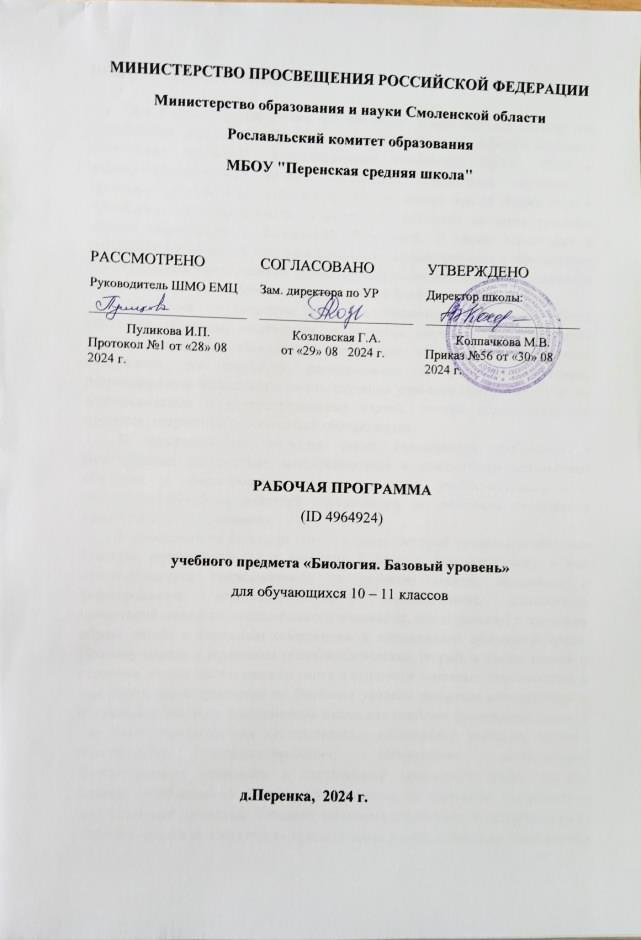 МИНИСТЕРСТВО ПРОСВЕЩЕНИЯ РОССИЙСКОЙ ФЕДЕРАЦИИ
Министерство образования и науки Смоленской области
Рославльский комитет образования
МБОУ "Перенская средняя школа"
РАССМОТРЕНО
Руководитель ШМО ЕМЦ
Пуликова И.П.
Протокол №1 от «28» 08
2024 г.
СОГЛАСОВАНО
Зам. директора по УР
Козловская Г.А.
от «29» 08 2024 г.
УТВЕРЖДЕНО
Директор школы:
Колпачкова М.В.
Приказ №56 от «30» 08
2024 г.
РАБОЧАЯ ПРОГРАММА
(ID 4964924)
учебного предмета «Биология. Базовый уровень»
для обучающихся 10 – 11 классов
д.Перенка, 2024 г.